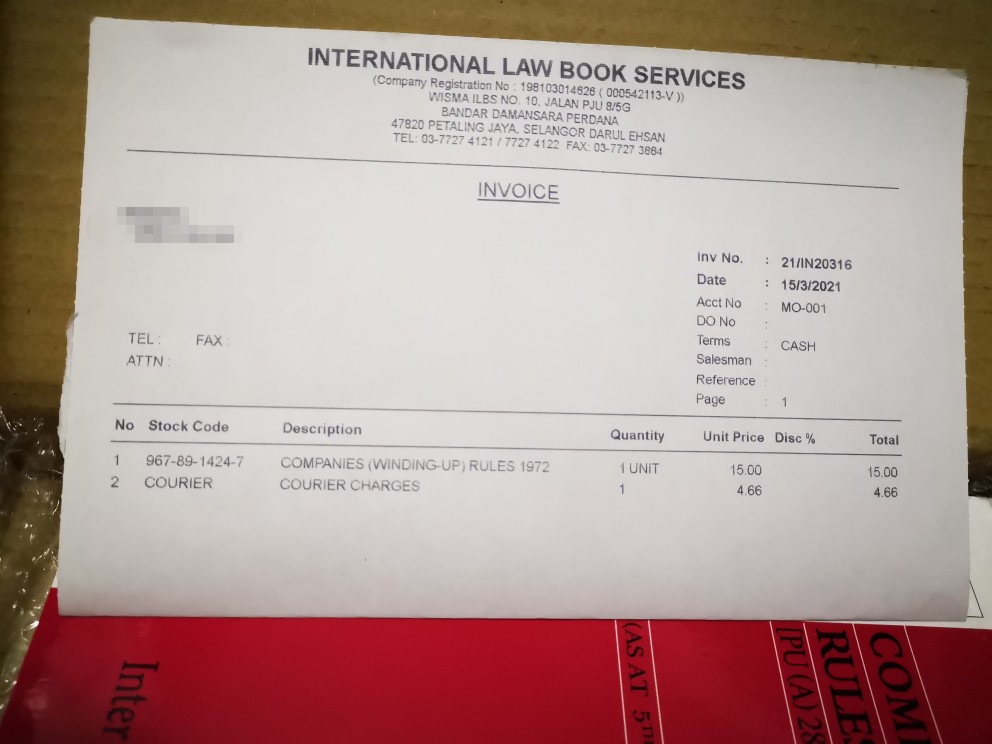 INTERNATIONAL LAW BOOK SERVICES
(Company Registration No : 198103014626 ( 000542113-V ))
WISMA ILBS NO. 10, JALAN PJU 8/5G
BANDAR DAMANSARA PERDANA
47820 PETALING JAYA, SELANGOR DARUL EHSAN
TEL: 03-7727 4121 / 7727 4122 FAX: 03-7727 3884
INVOICE
Inv No. : 21/IN20316
Date : 15/3/2021
Acct No : MO-001
DO No :
Terms : CASH
Salesman :
Reference :
Page : 1
TEL : FAX :
ATTN :
No Stock Code Description Quantity Unit Price Disc % Total
1 967-89-1424-7 COMPANIES (WINDING-UP) RULES 1972 1 UNIT 15.00 15.00
2 COURIER COURIER CHARGES 1 4.66 4.66
Inter
(AS AT 5TH
[PU (A) 28
RULES
COM